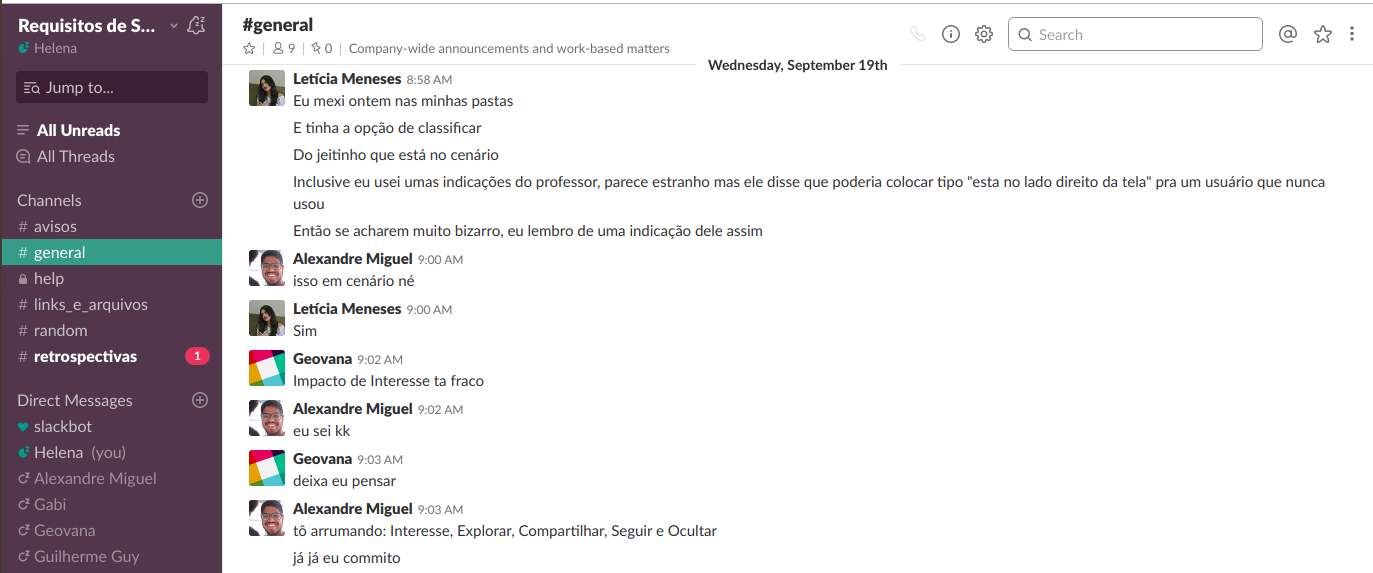 Requisitos de S...
Helena
Jump to...
All Unreads
All Threads
Channels
# avisos
# general
help
# links_e_arquivos
# random
# retrospectivas 1
Direct Messages
slackbot
Helena (you)
Alexandre Miguel
Gabi
Geovana
Guilherme Guy
#general
9 | 0 | Company-wide announcements and work-based matters
Search
Wednesday, September 19th
Letícia Meneses 8:58 AM
Eu mexi ontem nas minhas pastas
E tinha a opção de classificar
Do jeitinho que está no cenário
Inclusive eu usei umas indicações do professor, parece estranho mas ele disse que poderia colocar tipo "esta no lado direito da tela" pra um usuário que nunca
usou
Então se acharem muito bizarro, eu lembro de uma indicação dele assim
Alexandre Miguel 9:00 AM
isso em cenário né
Letícia Meneses 9:00 AM
Sim
Geovana 9:02 AM
Impacto de Interesse ta fraco
Alexandre Miguel 9:02 AM
eu sei kk
Geovana 9:03 AM
deixa eu pensar
Alexandre Miguel 9:03 AM
tô arrumando: Interesse, Explorar, Compartilhar, Seguir e Ocultar
já já eu commito